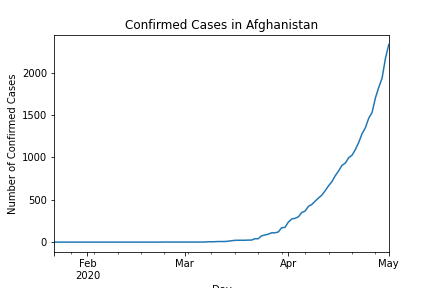 Confirmed Cases in Afghanistan
Number of Confirmed Cases
2000
1500
1000
500
0
Feb
2020
Mar
Apr
May